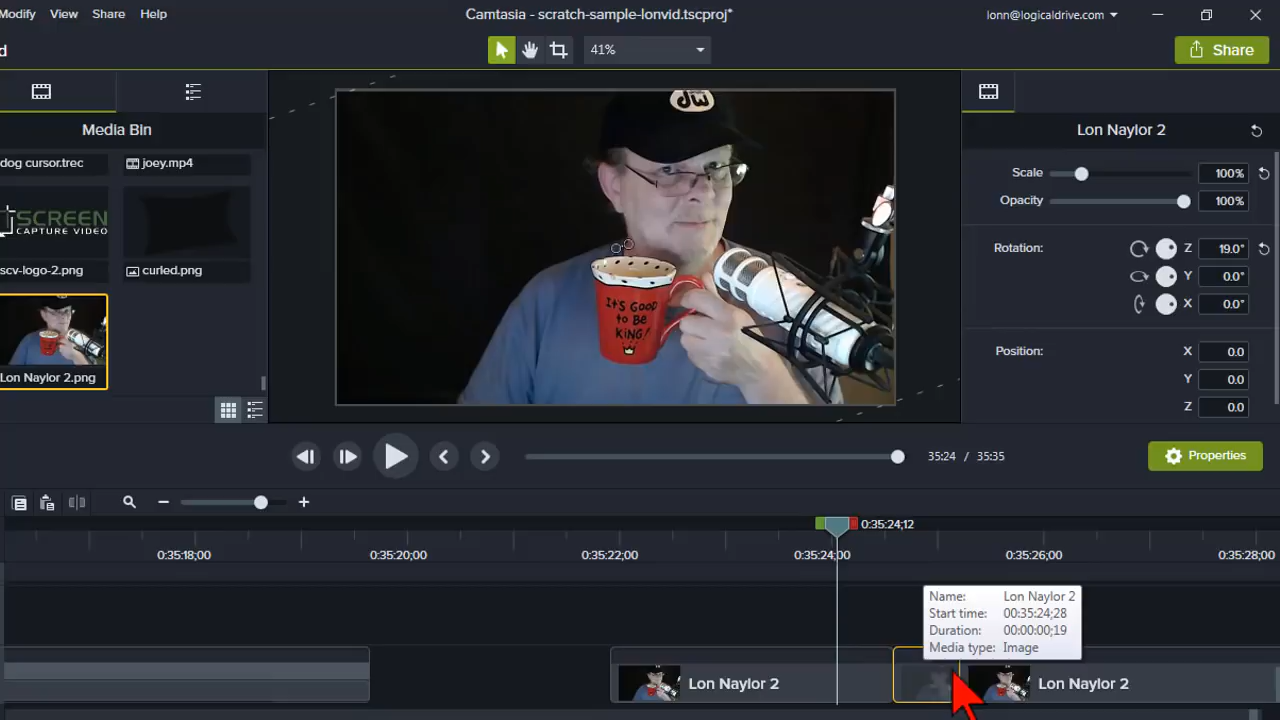 Modify View Share Help
Camtasia - scratch-sample-lonvid.tscproj*
lonn@logicaldrive.com
d
41%
Share
Media Bin
dog cursor.trec
joey.mp4
SCREEN
CAPTURE VIDEO
scv-logo-2.png
curled.png
Lon Naylor 2.png
dw
IT'S GOOD
to Be
KiNG!
Lon Naylor 2
Scale 100%
Opacity 100%
Rotation: Z 19.0°
Y 0.0°
X 0.0°
Position: X 0.0
Y 0.0
Z 0.0
35:24 / 35:35
Properties
0:35:24;12
0:35:18;00 0:35:20;00 0:35:22;00 0:35:24;00 0:35:26;00 0:35:28;00
Name: Lon Naylor 2
Start time: 00:35:24;28
Duration: 00:00:00;19
Media type: Image
Lon Naylor 2
Lon Naylor 2